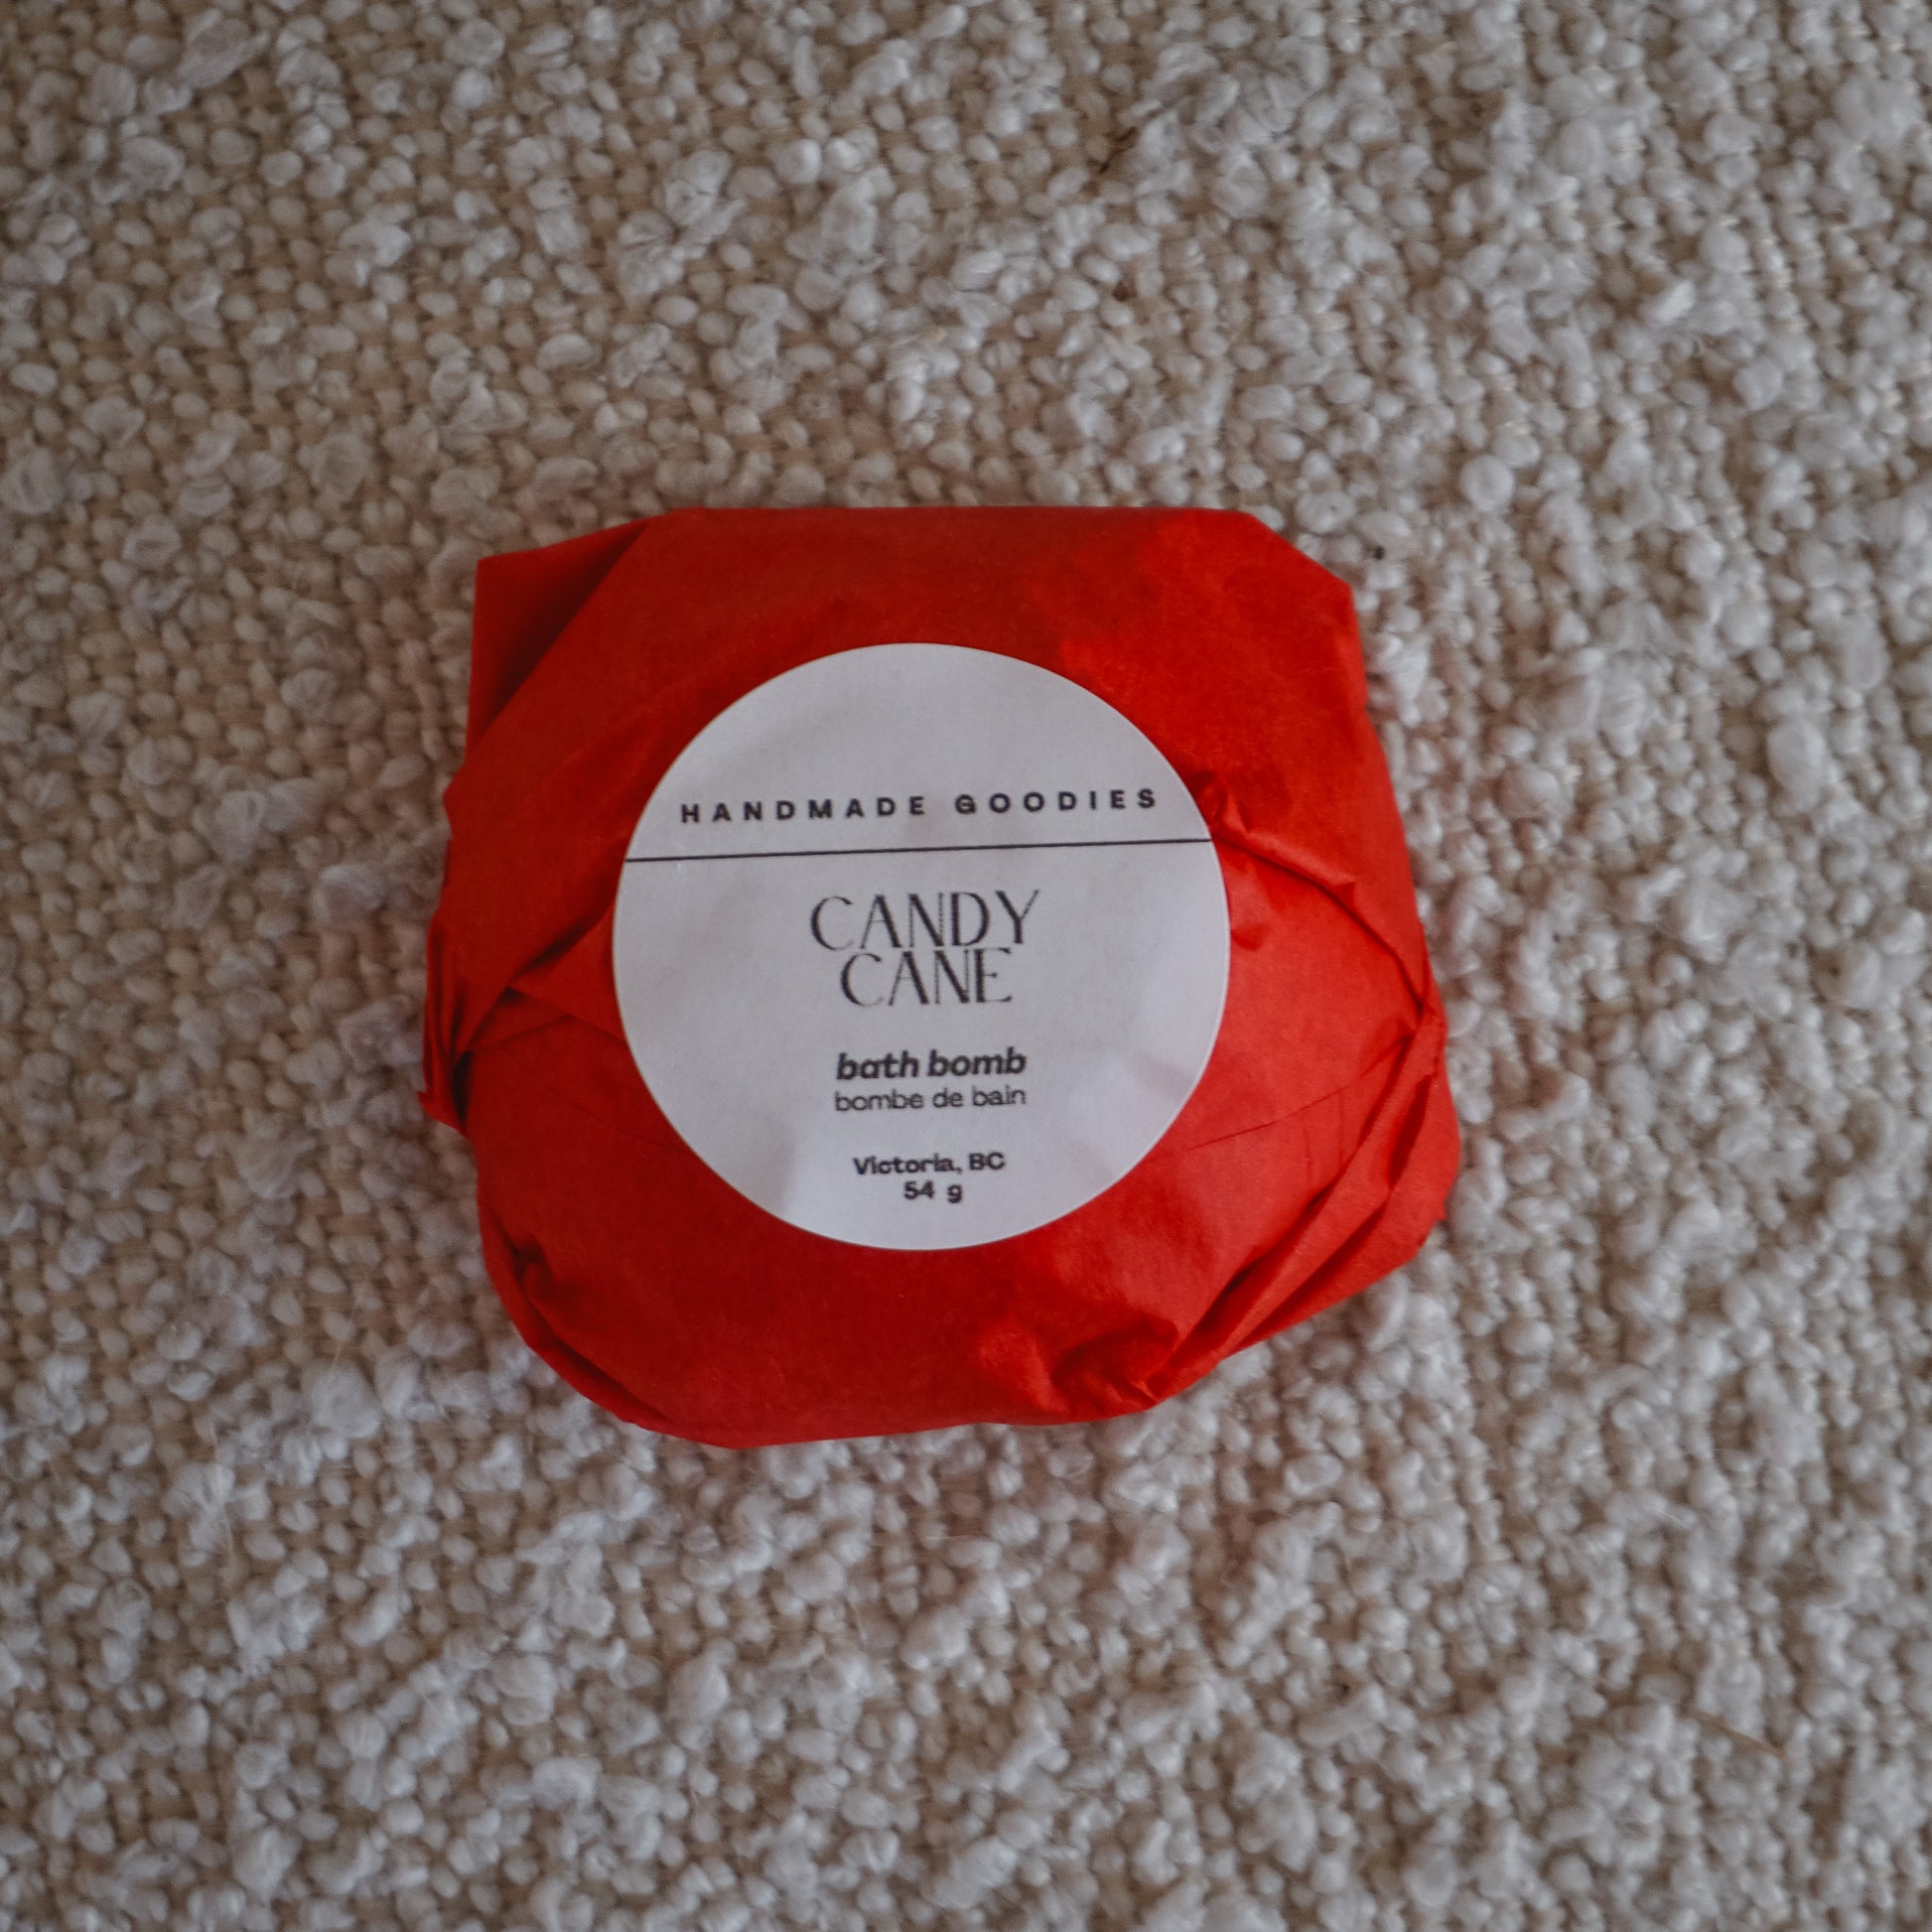 HANDMADE GOODIES
CANDY
CANE
bath bomb
bombe de bain
Victoria, BC
54 g